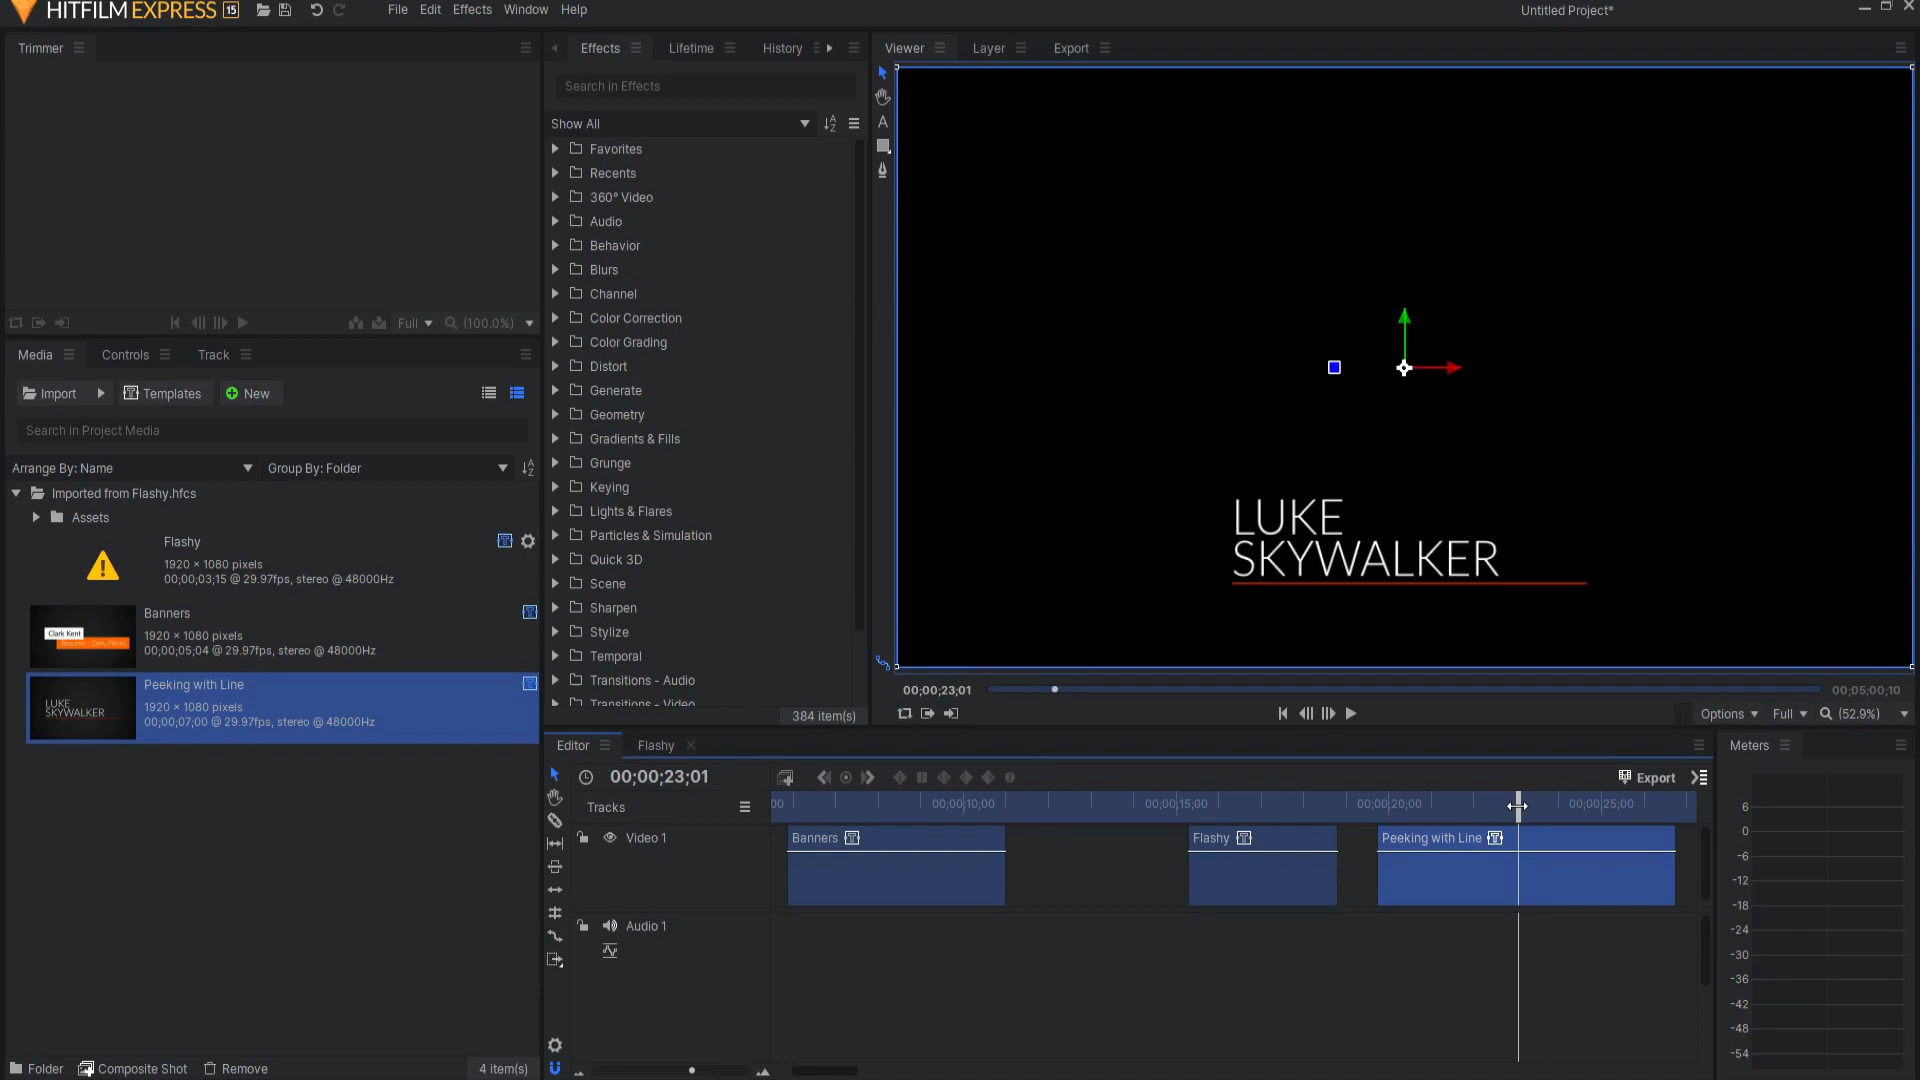 HITFILM EXPRESS 15
File Edit Effects Window Help
Untitled Project*
Trimmer
Full (100.0%)
Media Controls Track
Import Templates New
Search in Project Media
Arrange By: Name Group By: Folder
Imported from Flashy.hfcs
Assets
Flashy
1920 × 1080 pixels
00;00;03;15 @ 29.97fps, stereo @ 48000Hz
Banners
1920 × 1080 pixels
00;00;05;04 @ 29.97fps, stereo @ 48000Hz
Clark Kent
Peeking with Line
1920 × 1080 pixels
00;00;07;00 @ 29.97fps, stereo @ 48000Hz
LUKE
SKYWALKER
Folder Composite Shot Remove 4 item(s)
Effects Lifetime History
Search in Effects
Show All
Favorites
Recents
360° Video
Audio
Behavior
Blurs
Channel
Color Correction
Color Grading
Distort
Generate
Geometry
Gradients & Fills
Grunge
Keying
Lights & Flares
Particles & Simulation
Quick 3D
Scene
Sharpen
Stylize
Temporal
Transitions - Audio
Transitions - Video
384 item(s)
Viewer Layer Export
A
LUKE
SKYWALKER
00;00;23;01 00;05;00;10
Options Full (52.9%)
Editor Flashy
00;00;23;01 Export
Tracks 00 00;00;10;00 00;00;15;00 00;00;20;00 00;00;25;00
Video 1 Banners Flashy Peeking with Line
Audio 1
Meters
6
0
-6
-12
-18
-24
-30
-36
-42
-48
-54